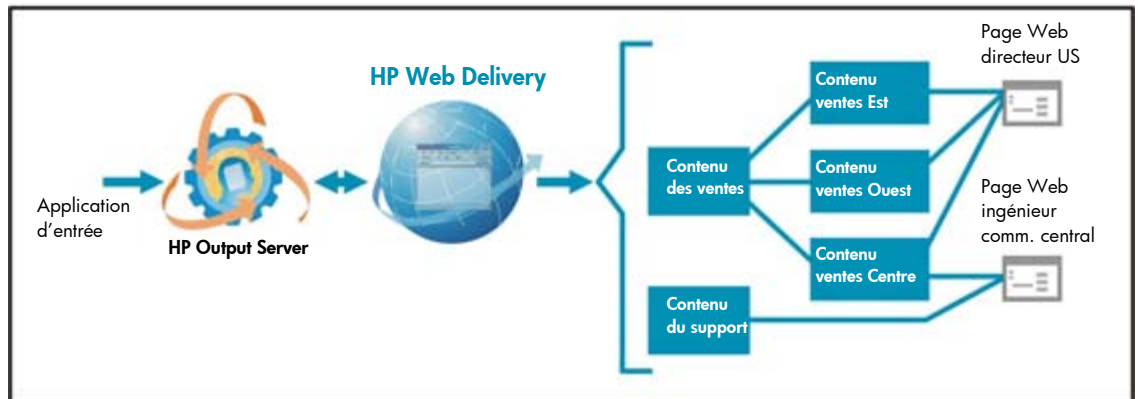 Application
d'entrée
HP Output Server
HP Web Delivery
Contenu
des ventes
Contenu
du support
Contenu
ventes Est
Contenu
ventes Ouest
Contenu
ventes Centre
Page Web
directeur US
Page Web
ingénieur
comm. central